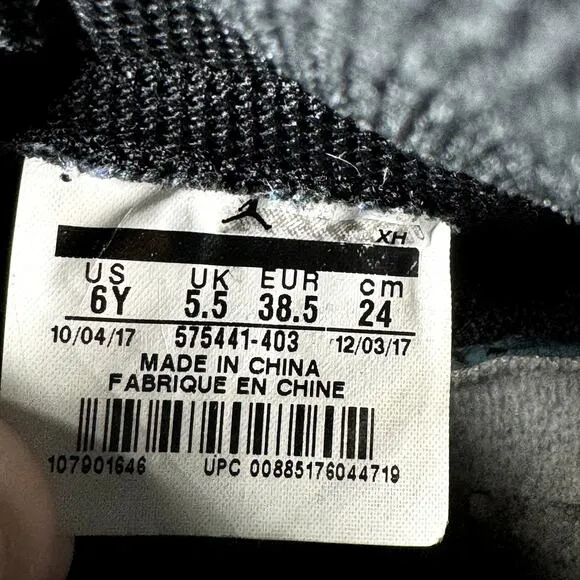 XH
US UK EUR cm
6Y 5.5 38.5 24
10/04/17 575441-403 12/03/17
MADE IN CHINA
FABRIQUE EN CHINE
107901646 UPC 00885176044719